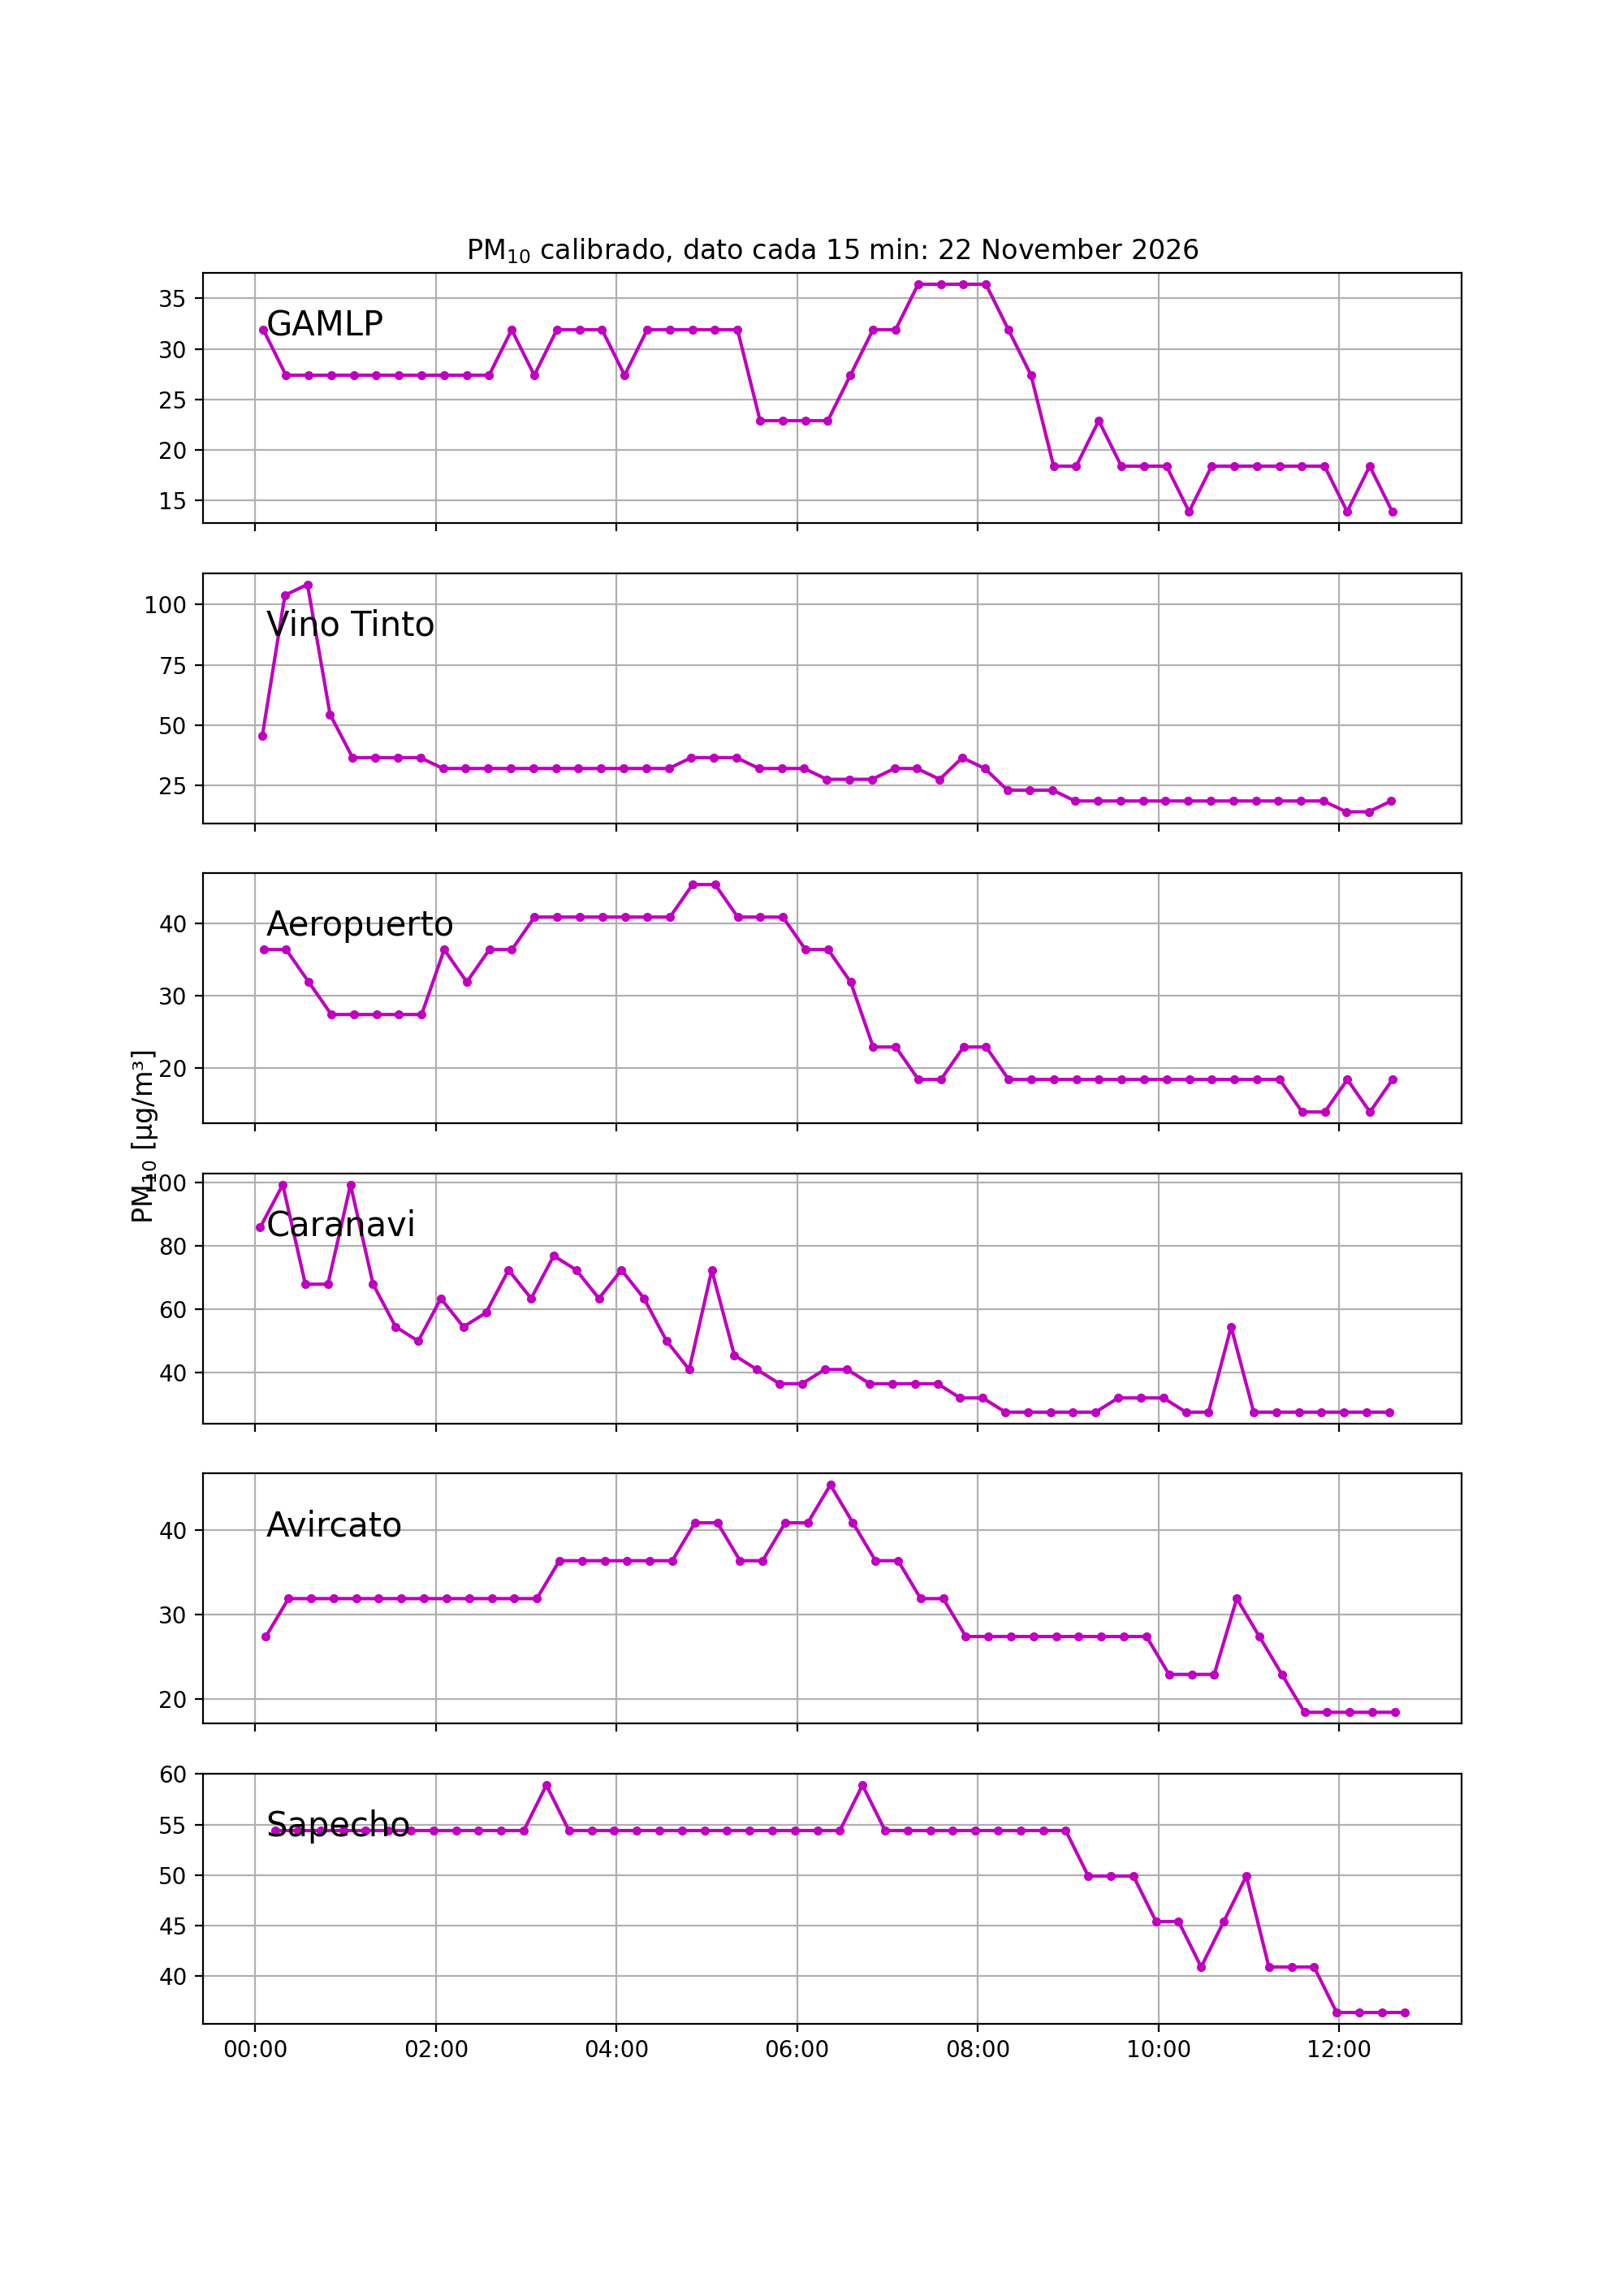 PM₁₀ calibrado, dato cada 15 min: 22 November 2026
35
30
25
20
15
GAMLP
100
75
50
25
Vino Tinto
40
30
20
Aeropuerto
PM₁₀ [µg/m³]
100
80
60
40
Caranavi
40
30
20
Avircato
60
55
50
45
40
Sapecho
00:00 02:00 04:00 06:00 08:00 10:00 12:00